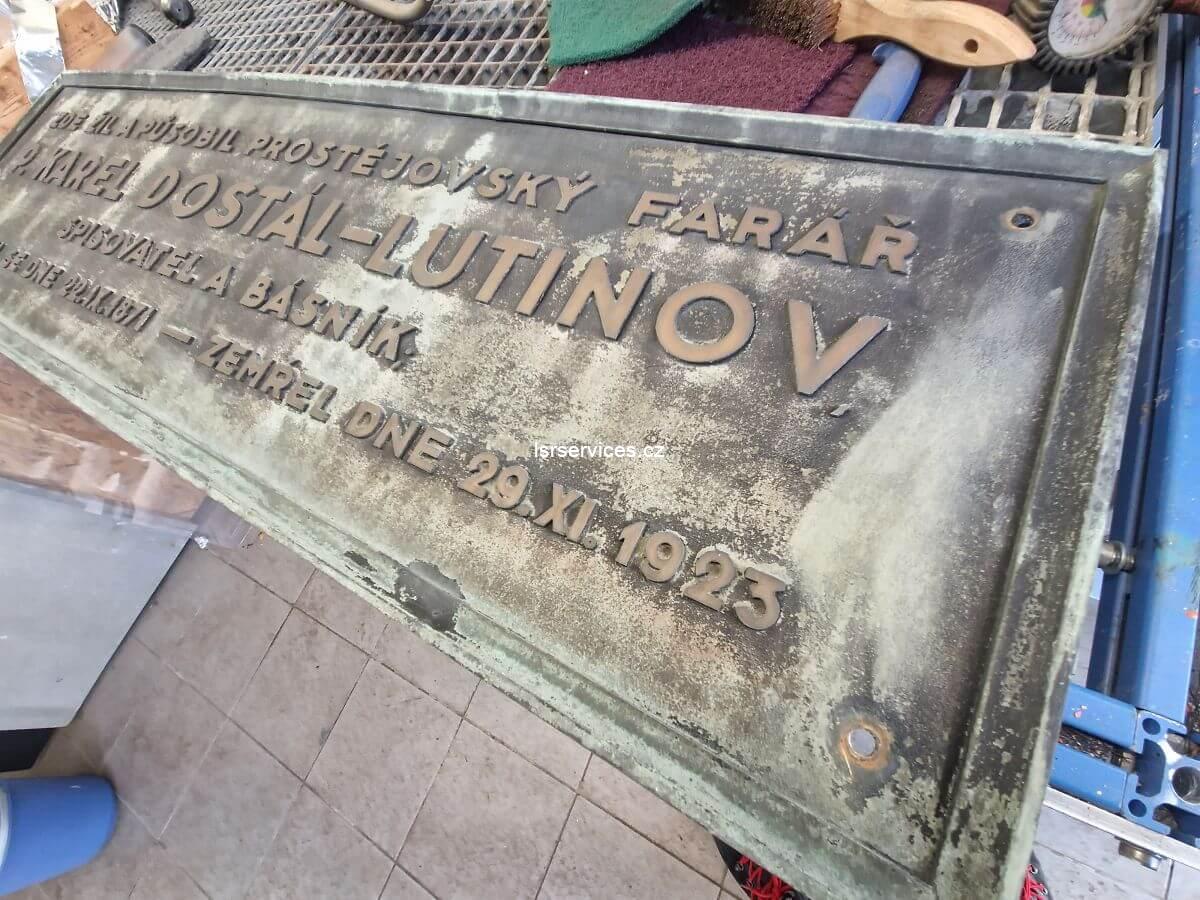 ZDE ŽIL A PŮSOBIL PROSTĚJOVSKÝ FARÁŘ
P. KAREL DOSTÁL-LUTINOV,
SPISOVATEL A BÁSNÍK.
SE DNE 22.IX.1871 — ZEMŘEL DNE 29.XI.1923
lsrservices.cz